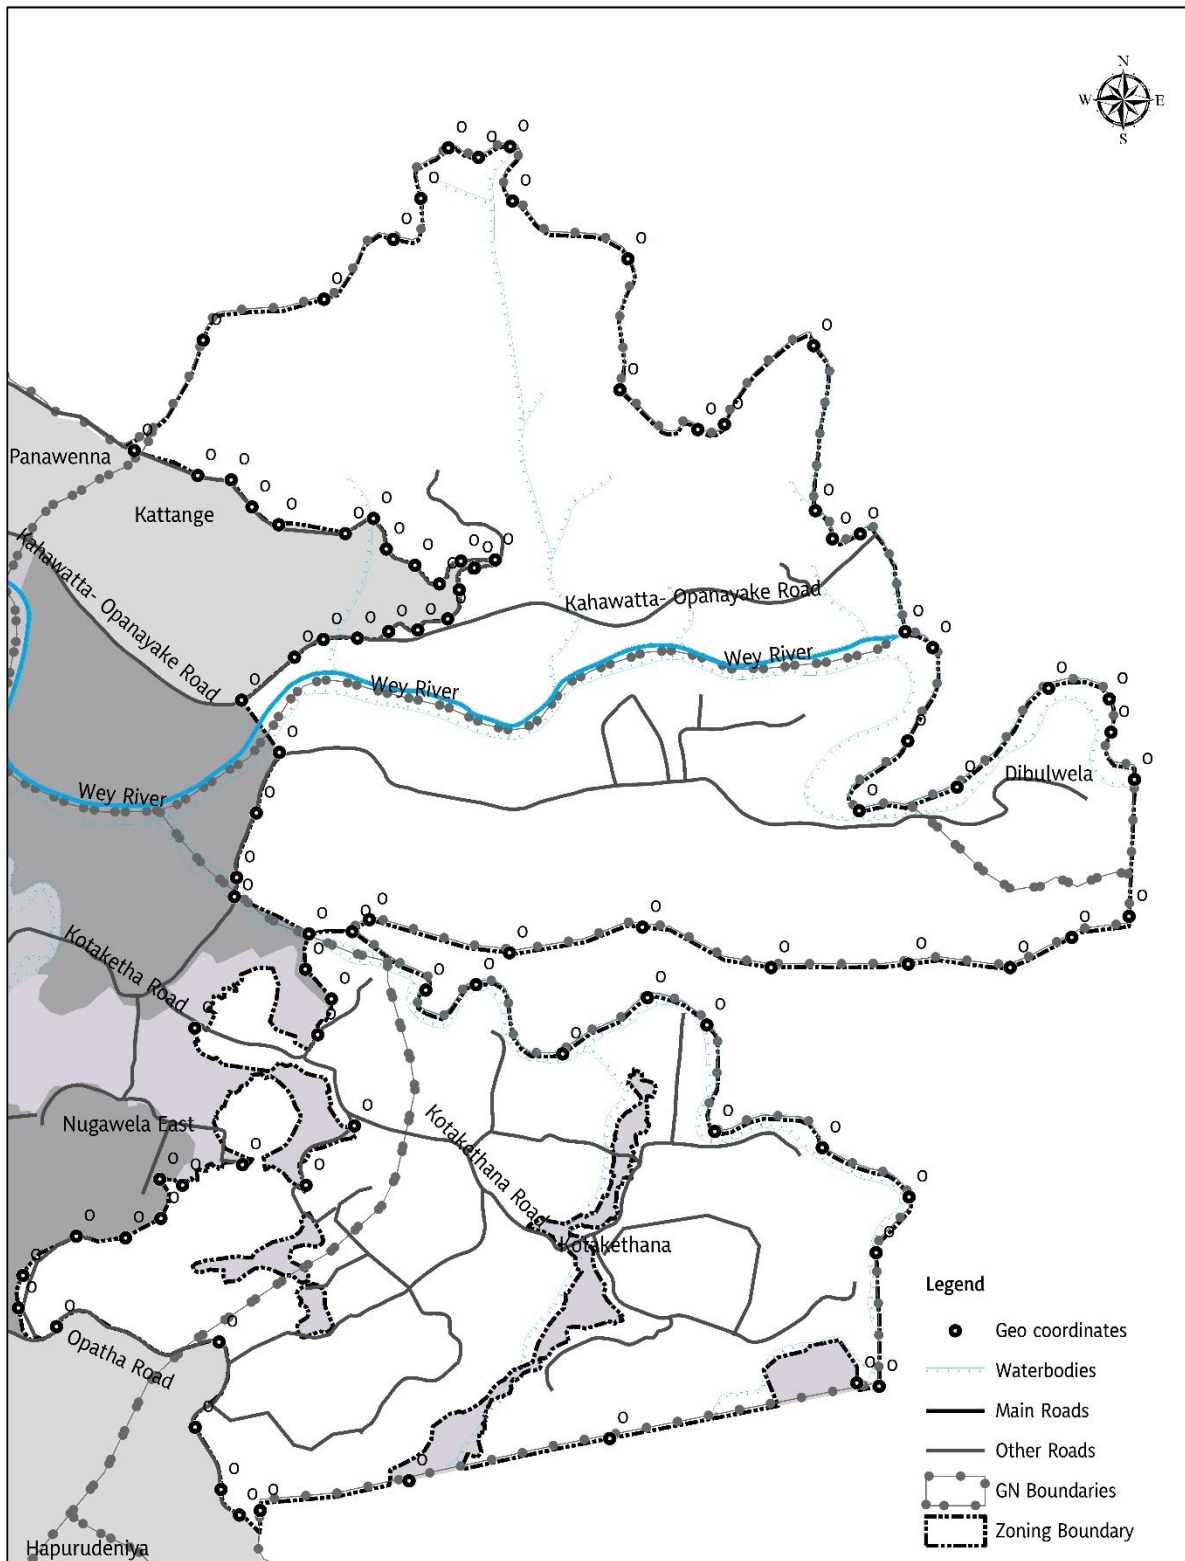 N
W E
S
Panawenna
Kattange
Kahawatta- Opanayake Road
Kahawatta- Opanayake Road
Wey River
Wey River
Wey River
Dibulwela
Kotaketha Road
Nugawela East
Kotakethana Road
Kotakethana
Opatha Road
Hapurudeniya
Legend
Geo coordinates
Waterbodies
Main Roads
Other Roads
GN Boundaries
Zoning Boundary